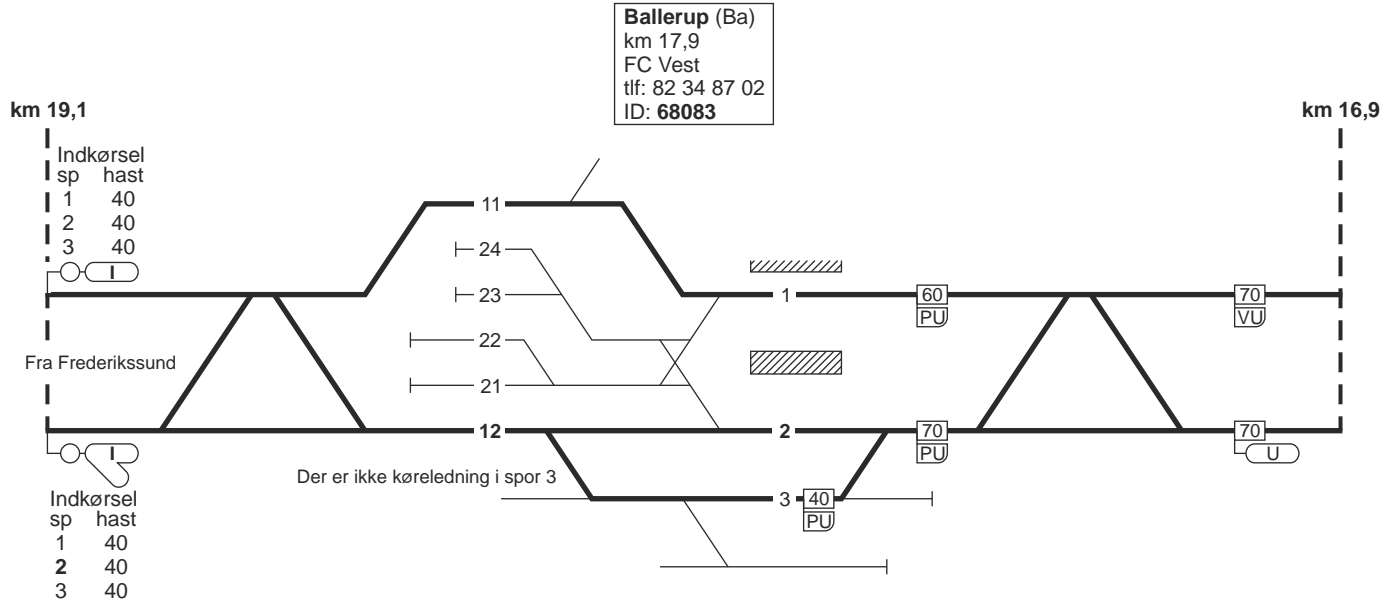 Ballerup (Ba)
km 17,9
FC Vest
tlf: 82 34 87 02
ID: 68083
km 19,1
km 16,9
Indkørsel
sp hast
1 40
2 40
3 40
I
11
24
23
1
60
PU
70
VU
22
Fra Frederikssund
21
I
12
2
70
PU
70
U
Der er ikke køreledning i spor 3
3
40
PU
Indkørsel
sp hast
1 40
2 40
3 40